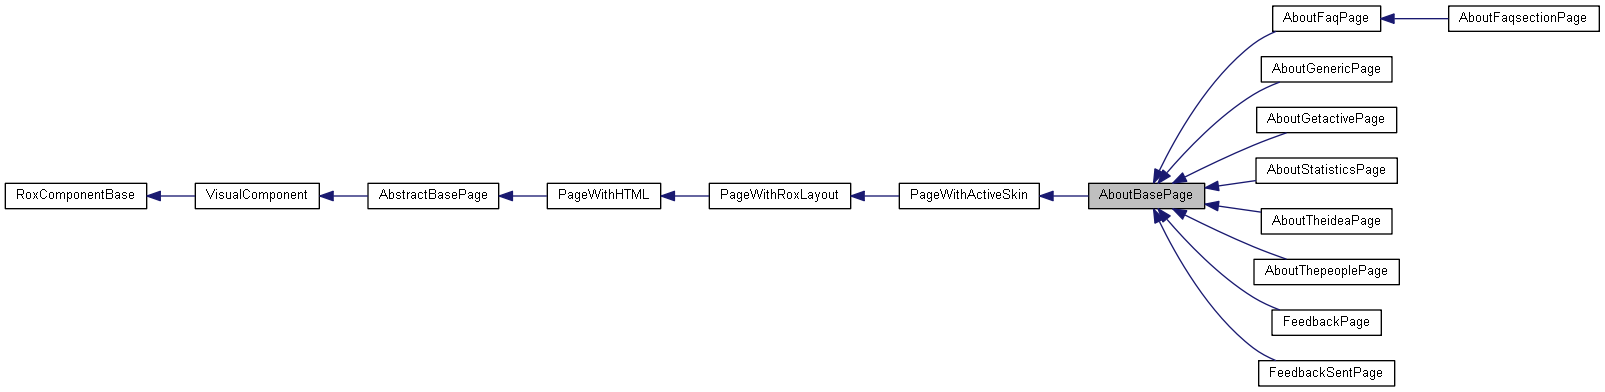 AboutFaqPage
AboutFaqsectionPage
AboutGenericPage
AboutGetactivePage
AboutStatisticsPage
RoxComponentBase
VisualComponent
AbstractBasePage
PageWithHTML
PageWithRoxLayout
PageWithActiveSkin
AboutBasePage
AboutTheideaPage
AboutThepeoplePage
FeedbackPage
FeedbackSentPage